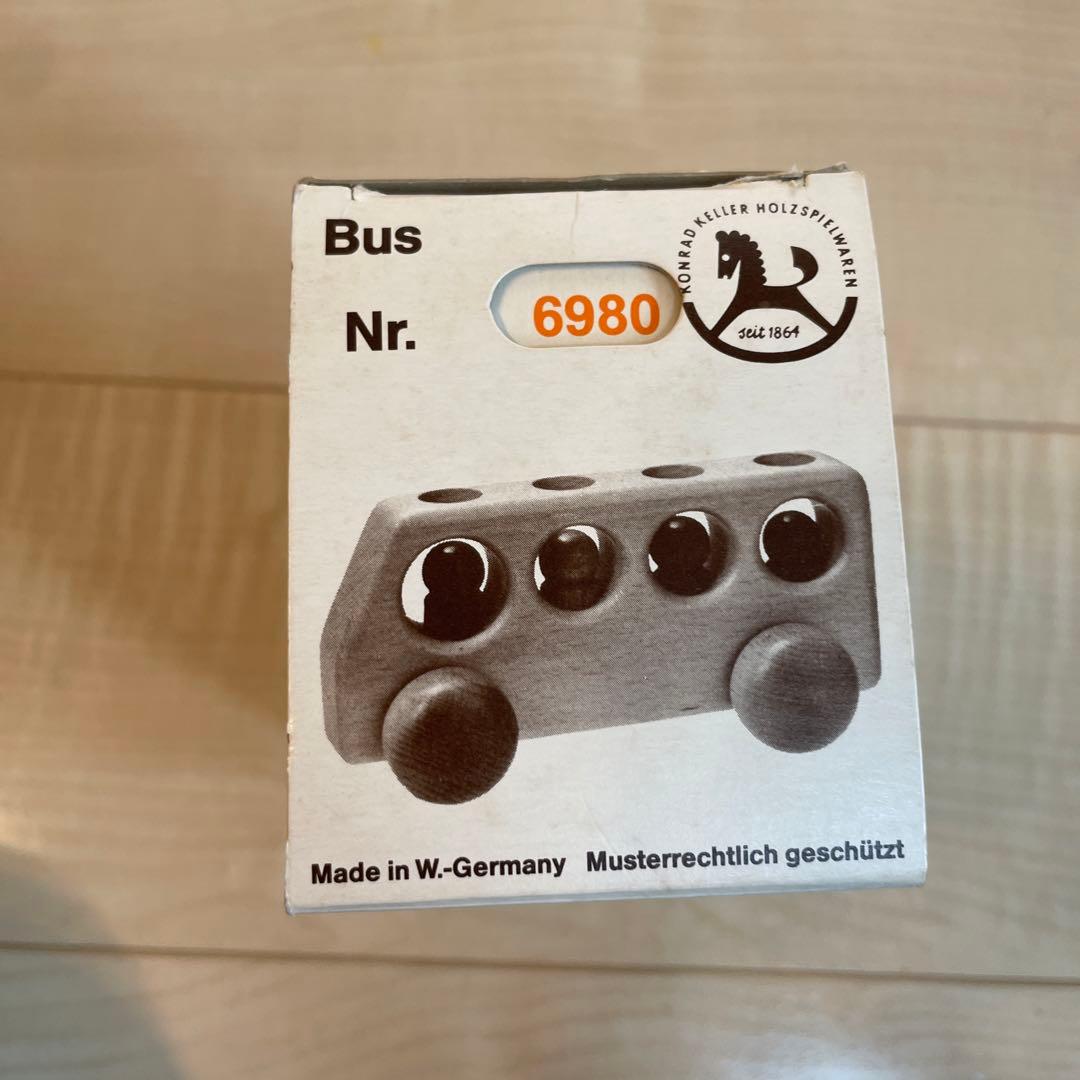 Bus
Nr. 6980
KONRAD KELLER HOLZSPIELWAREN
seit 1864
Made in W.-Germany Musterrechtlich geschützt